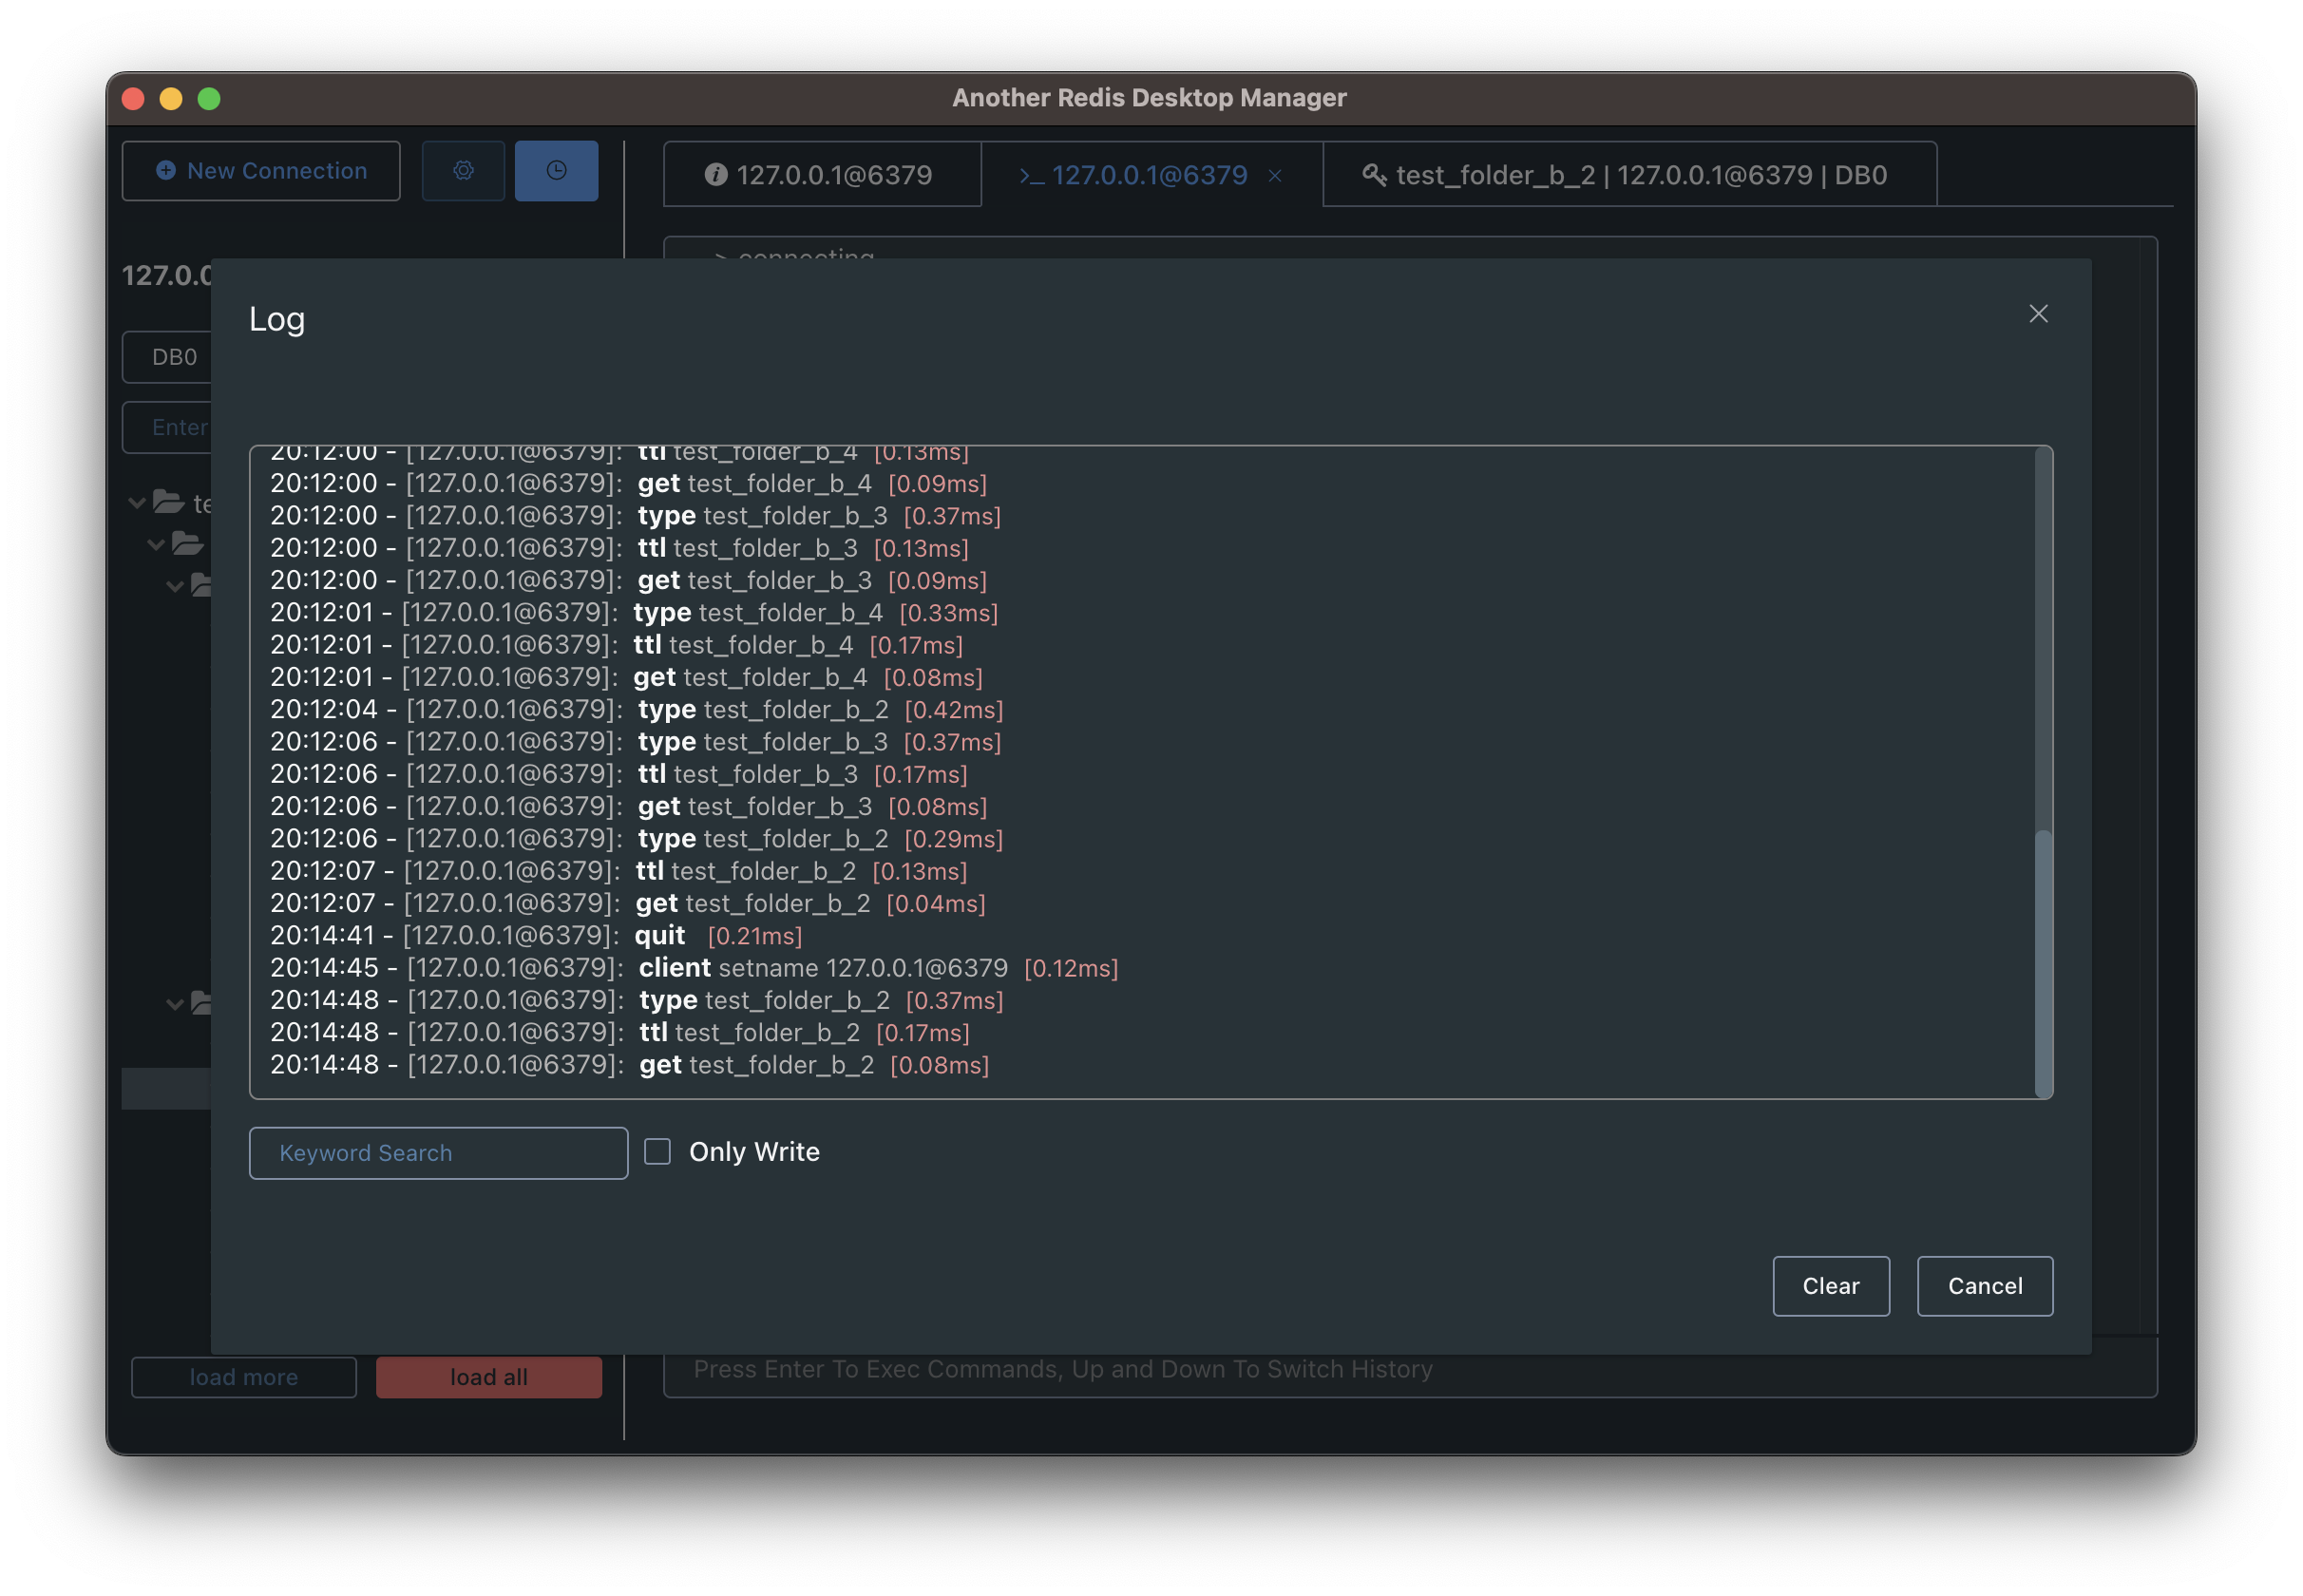 Another Redis Desktop Manager
New Connection
127.0.0.1@6379
>_ 127.0.0.1@6379 ×
test_folder_b_2 | 127.0.0.1@6379 | DB0
> connecting
127.0.0
DB0
Enter
te
Log
20:12:00 - [127.0.0.1@6379]: ttl test_folder_b_4 [0.13ms]
20:12:00 - [127.0.0.1@6379]: get test_folder_b_4 [0.09ms]
20:12:00 - [127.0.0.1@6379]: type test_folder_b_3 [0.37ms]
20:12:00 - [127.0.0.1@6379]: ttl test_folder_b_3 [0.13ms]
20:12:00 - [127.0.0.1@6379]: get test_folder_b_3 [0.09ms]
20:12:01 - [127.0.0.1@6379]: type test_folder_b_4 [0.33ms]
20:12:01 - [127.0.0.1@6379]: ttl test_folder_b_4 [0.17ms]
20:12:01 - [127.0.0.1@6379]: get test_folder_b_4 [0.08ms]
20:12:04 - [127.0.0.1@6379]: type test_folder_b_2 [0.42ms]
20:12:06 - [127.0.0.1@6379]: type test_folder_b_3 [0.37ms]
20:12:06 - [127.0.0.1@6379]: ttl test_folder_b_3 [0.17ms]
20:12:06 - [127.0.0.1@6379]: get test_folder_b_3 [0.08ms]
20:12:06 - [127.0.0.1@6379]: type test_folder_b_2 [0.29ms]
20:12:07 - [127.0.0.1@6379]: ttl test_folder_b_2 [0.13ms]
20:12:07 - [127.0.0.1@6379]: get test_folder_b_2 [0.04ms]
20:14:41 - [127.0.0.1@6379]: quit [0.21ms]
20:14:45 - [127.0.0.1@6379]: client setname 127.0.0.1@6379 [0.12ms]
20:14:48 - [127.0.0.1@6379]: type test_folder_b_2 [0.37ms]
20:14:48 - [127.0.0.1@6379]: ttl test_folder_b_2 [0.17ms]
20:14:48 - [127.0.0.1@6379]: get test_folder_b_2 [0.08ms]
Keyword Search
Only Write
Clear
Cancel
load more
load all
Press Enter To Exec Commands, Up and Down To Switch History